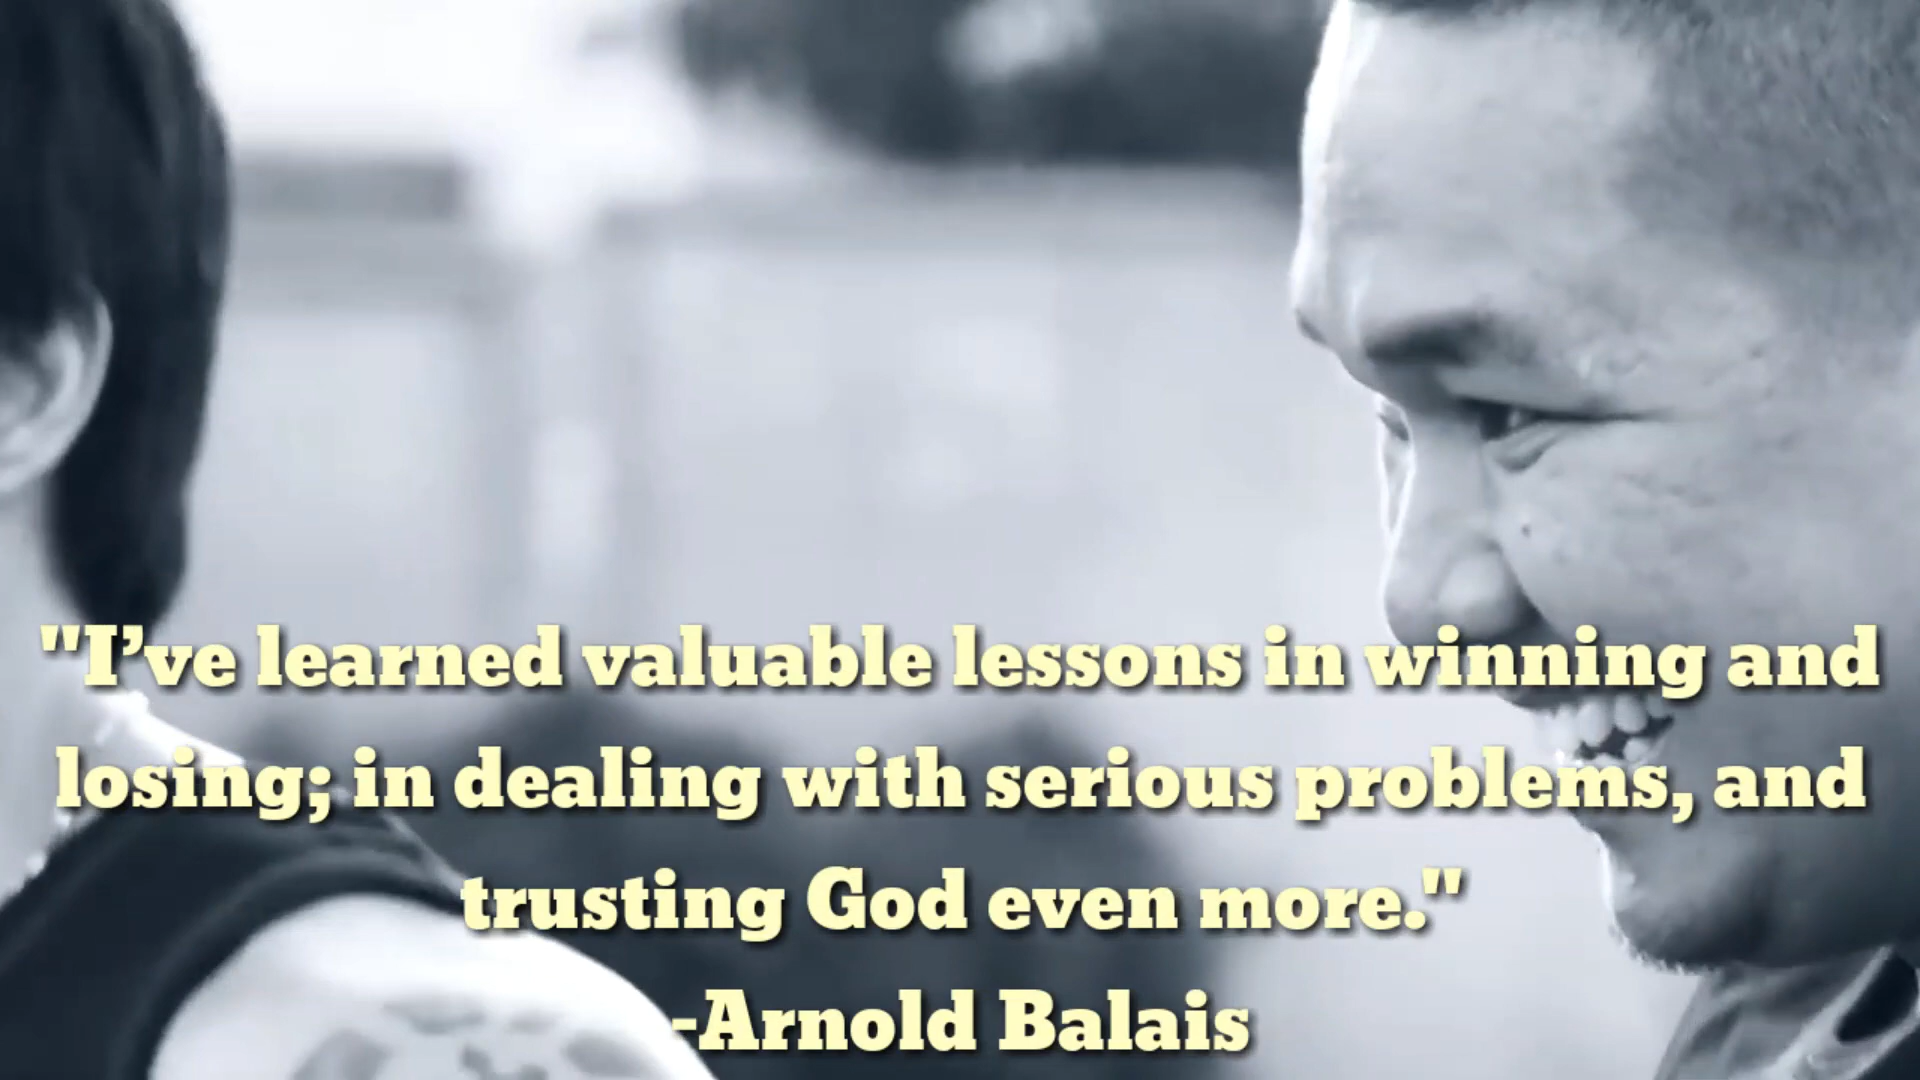 "I’ve learned valuable lessons in winning and
losing; in dealing with serious problems, and
trusting God even more."
-Arnold Balais